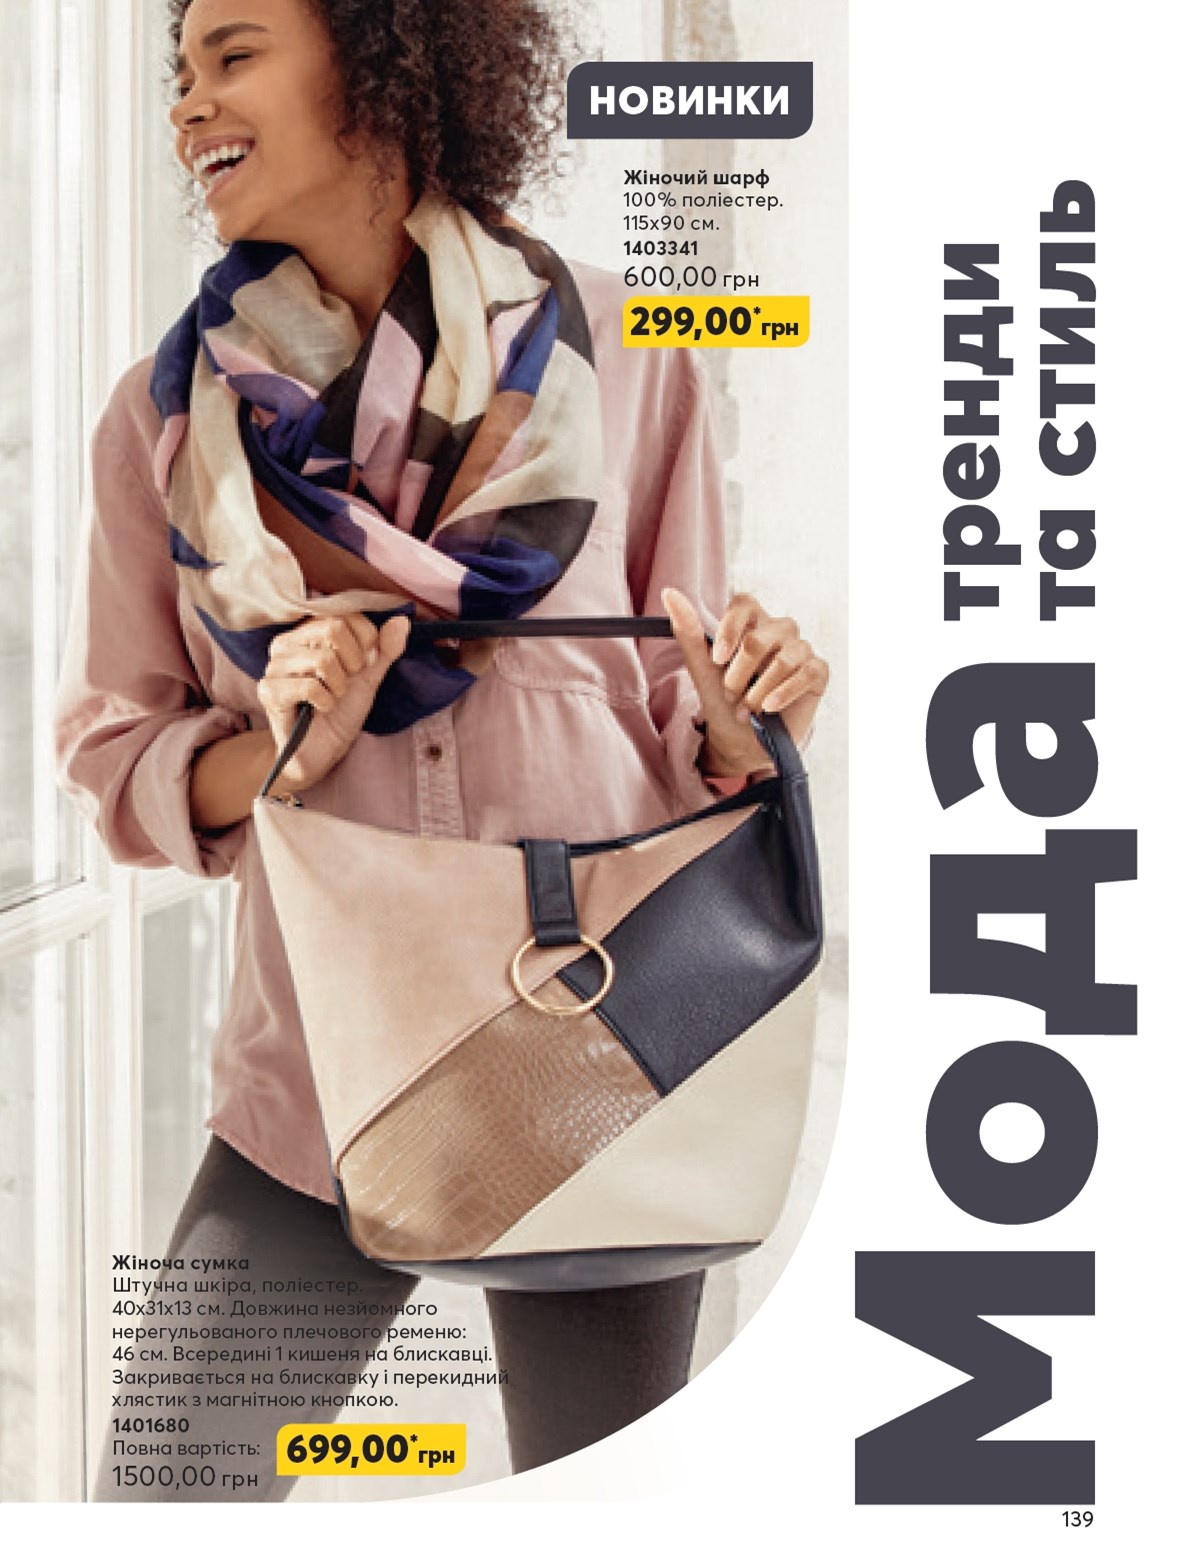 НОВИНКИ
Жіночий шарф
100% поліестер.
115х90 см.
1403341
600,00 грн
299,00*грн
Мода
тренди
та стиль
Жіноча сумка
Штучна шкіра, поліестер.
40х31х13 см. Довжина незйомного
нерегульованого плечового ременю:
46 см. Всередині 1 кишеня на блискавці.
Закривається на блискавку і перекидний
хлястик з магнітною кнопкою.
1401680
Повна вартість:
1500,00 грн
699,00*грн
139